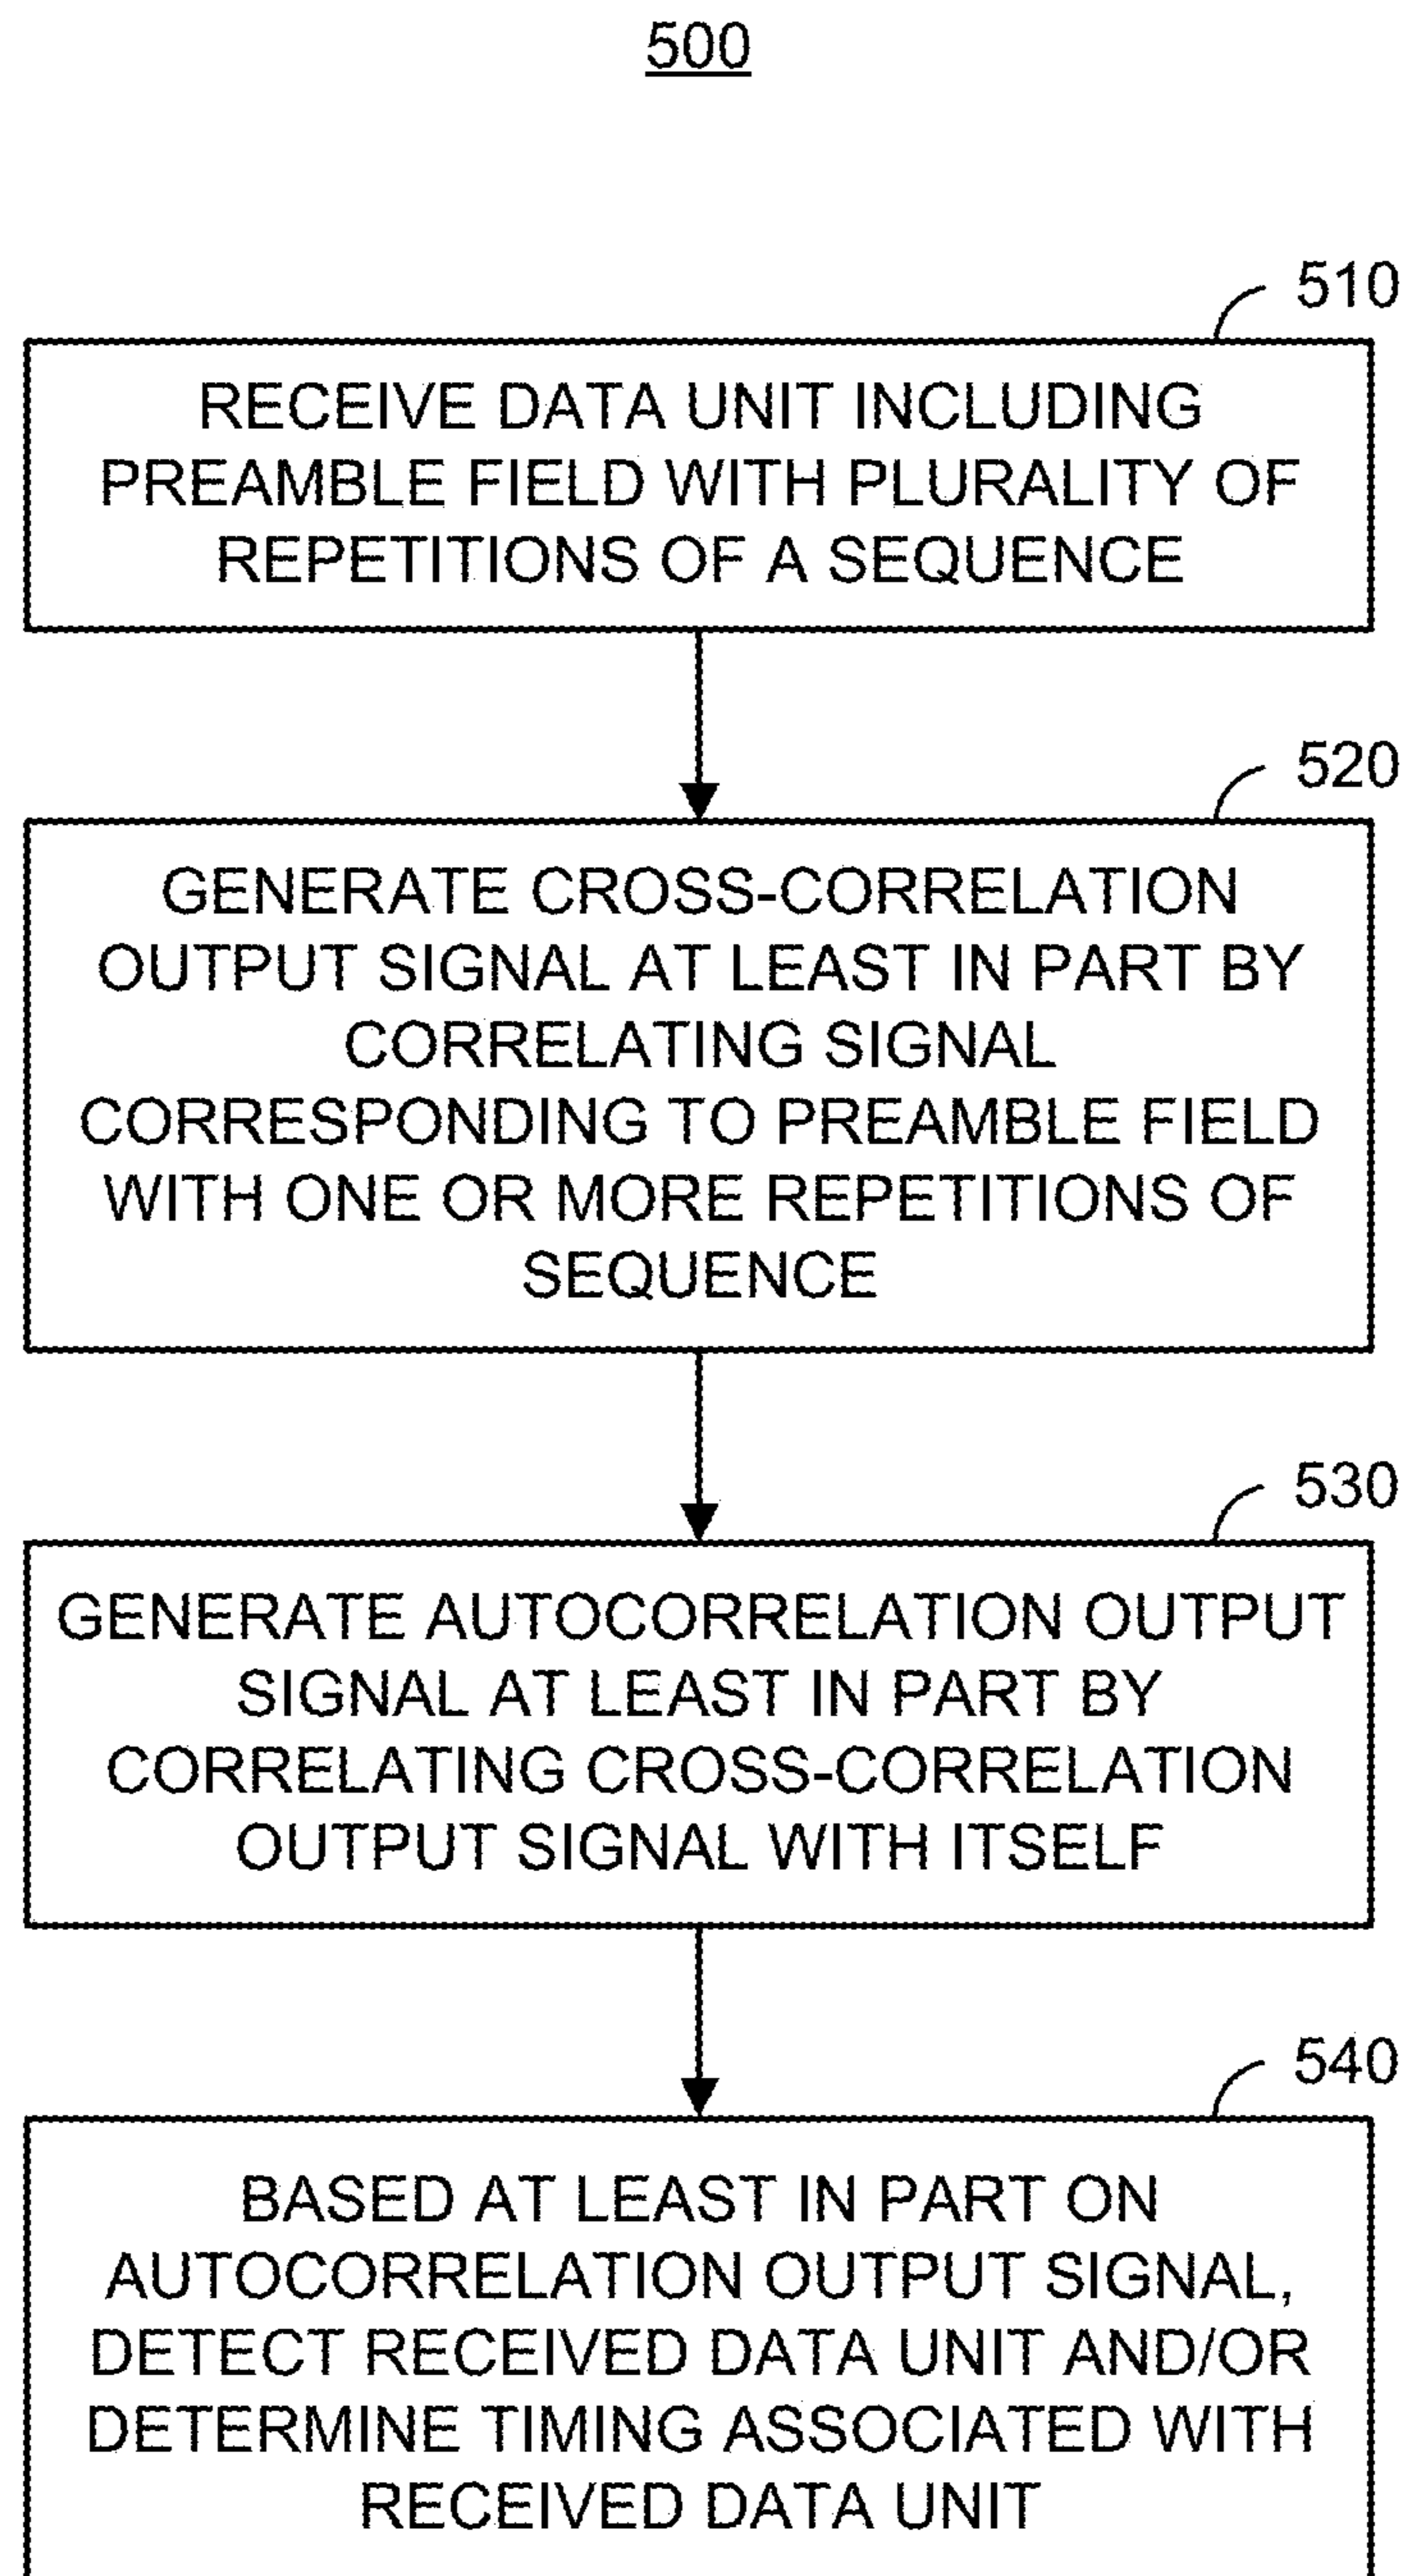 500
510
RECEIVE DATA UNIT INCLUDING
PREAMBLE FIELD WITH PLURALITY OF
REPETITIONS OF A SEQUENCE
520
GENERATE CROSS-CORRELATION
OUTPUT SIGNAL AT LEAST IN PART BY
CORRELATING SIGNAL
CORRESPONDING TO PREAMBLE FIELD
WITH ONE OR MORE REPETITIONS OF
SEQUENCE
530
GENERATE AUTOCORRELATION OUTPUT
SIGNAL AT LEAST IN PART BY
CORRELATING CROSS-CORRELATION
OUTPUT SIGNAL WITH ITSELF
540
BASED AT LEAST IN PART ON
AUTOCORRELATION OUTPUT SIGNAL,
DETECT RECEIVED DATA UNIT AND/OR
DETERMINE TIMING ASSOCIATED WITH
RECEIVED DATA UNIT